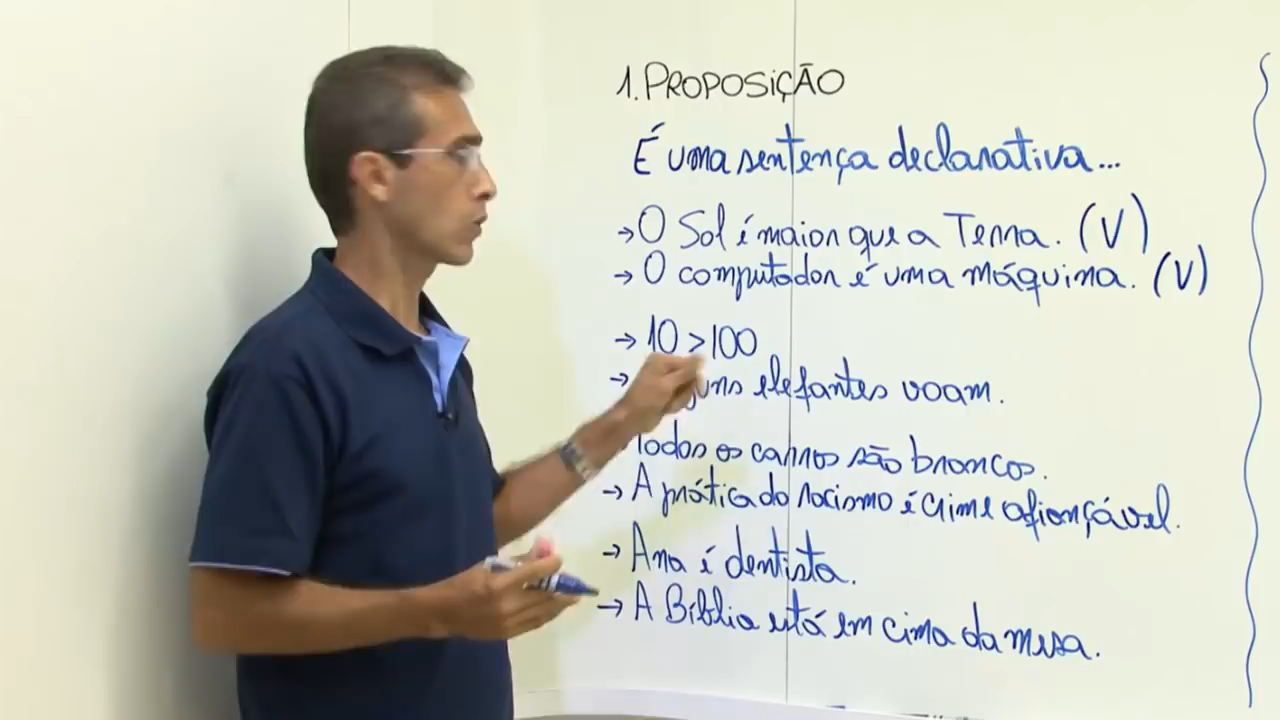 1. PROPOSIÇÃO
É uma sentença declarativa...
→ O Sol é maior que a Terra. (V)
→ O computador é uma máquina. (V)
→ 10 > 100
→ elefantes voam.
Todos os carros são brancos.
→ A prática do racismo é crime afiançável.
→ Ana é dentista.
→ A Bíblia está em cima da mesa.